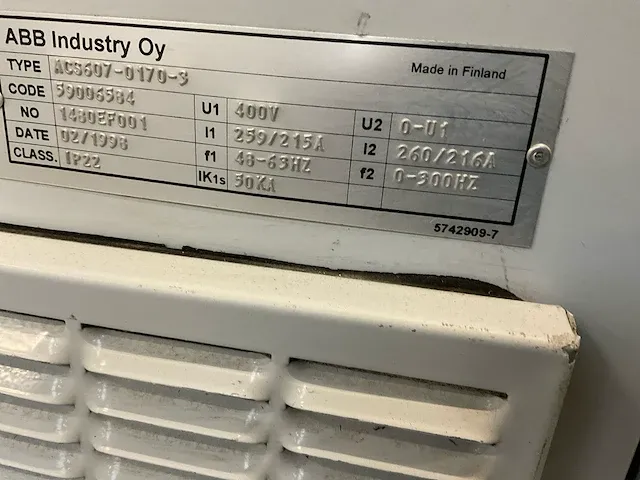 ABB Industry Oy
TYPE ACS607-0170-3 Made in Finland
CODE 59006584
NO 1480EF001 U1 400V U2 0-U1
DATE 02/1998 I1 259/215A I2 260/216A
CLASS. IP22 f1 48-63HZ f2 0-300HZ
IK1s 50KA
5742909-7